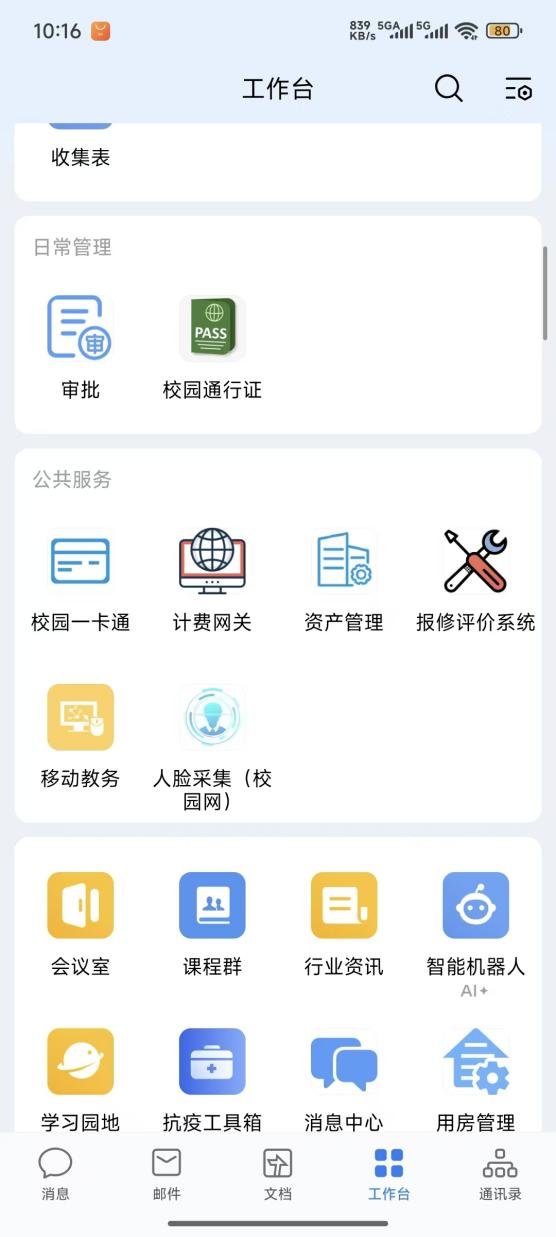 10:16
839 KB/s 5GA 5G 80
工作台
收集表
日常管理
PASS
审
审批
校园通行证
公共服务
校园一卡通
计费网关
资产管理
报修评价系统
移动教务
人脸采集（校
园网）
会议室
课程群
行业资讯
智能机器人
AI+
学习园地
抗疫工具箱
消息中心
用房管理
消息
邮件
文档
工作台
通讯录